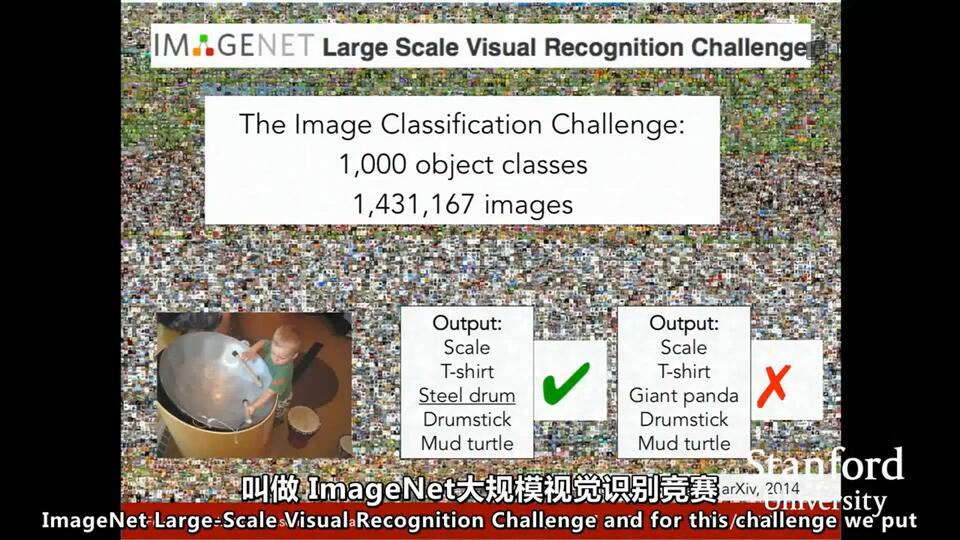 IMAGENET Large Scale Visual Recognition Challenge
The Image Classification Challenge:
1,000 object classes
1,431,167 images
Output:
Scale
T-shirt
Steel drum
Drumstick
Mud turtle
Output:
Scale
T-shirt
Giant panda
Drumstick
Mud turtle
arXiv, 2014
Stanford
University
叫做 ImageNet大规模视觉识别竞赛
ImageNet Large-Scale Visual Recognition Challenge and for this challenge we put